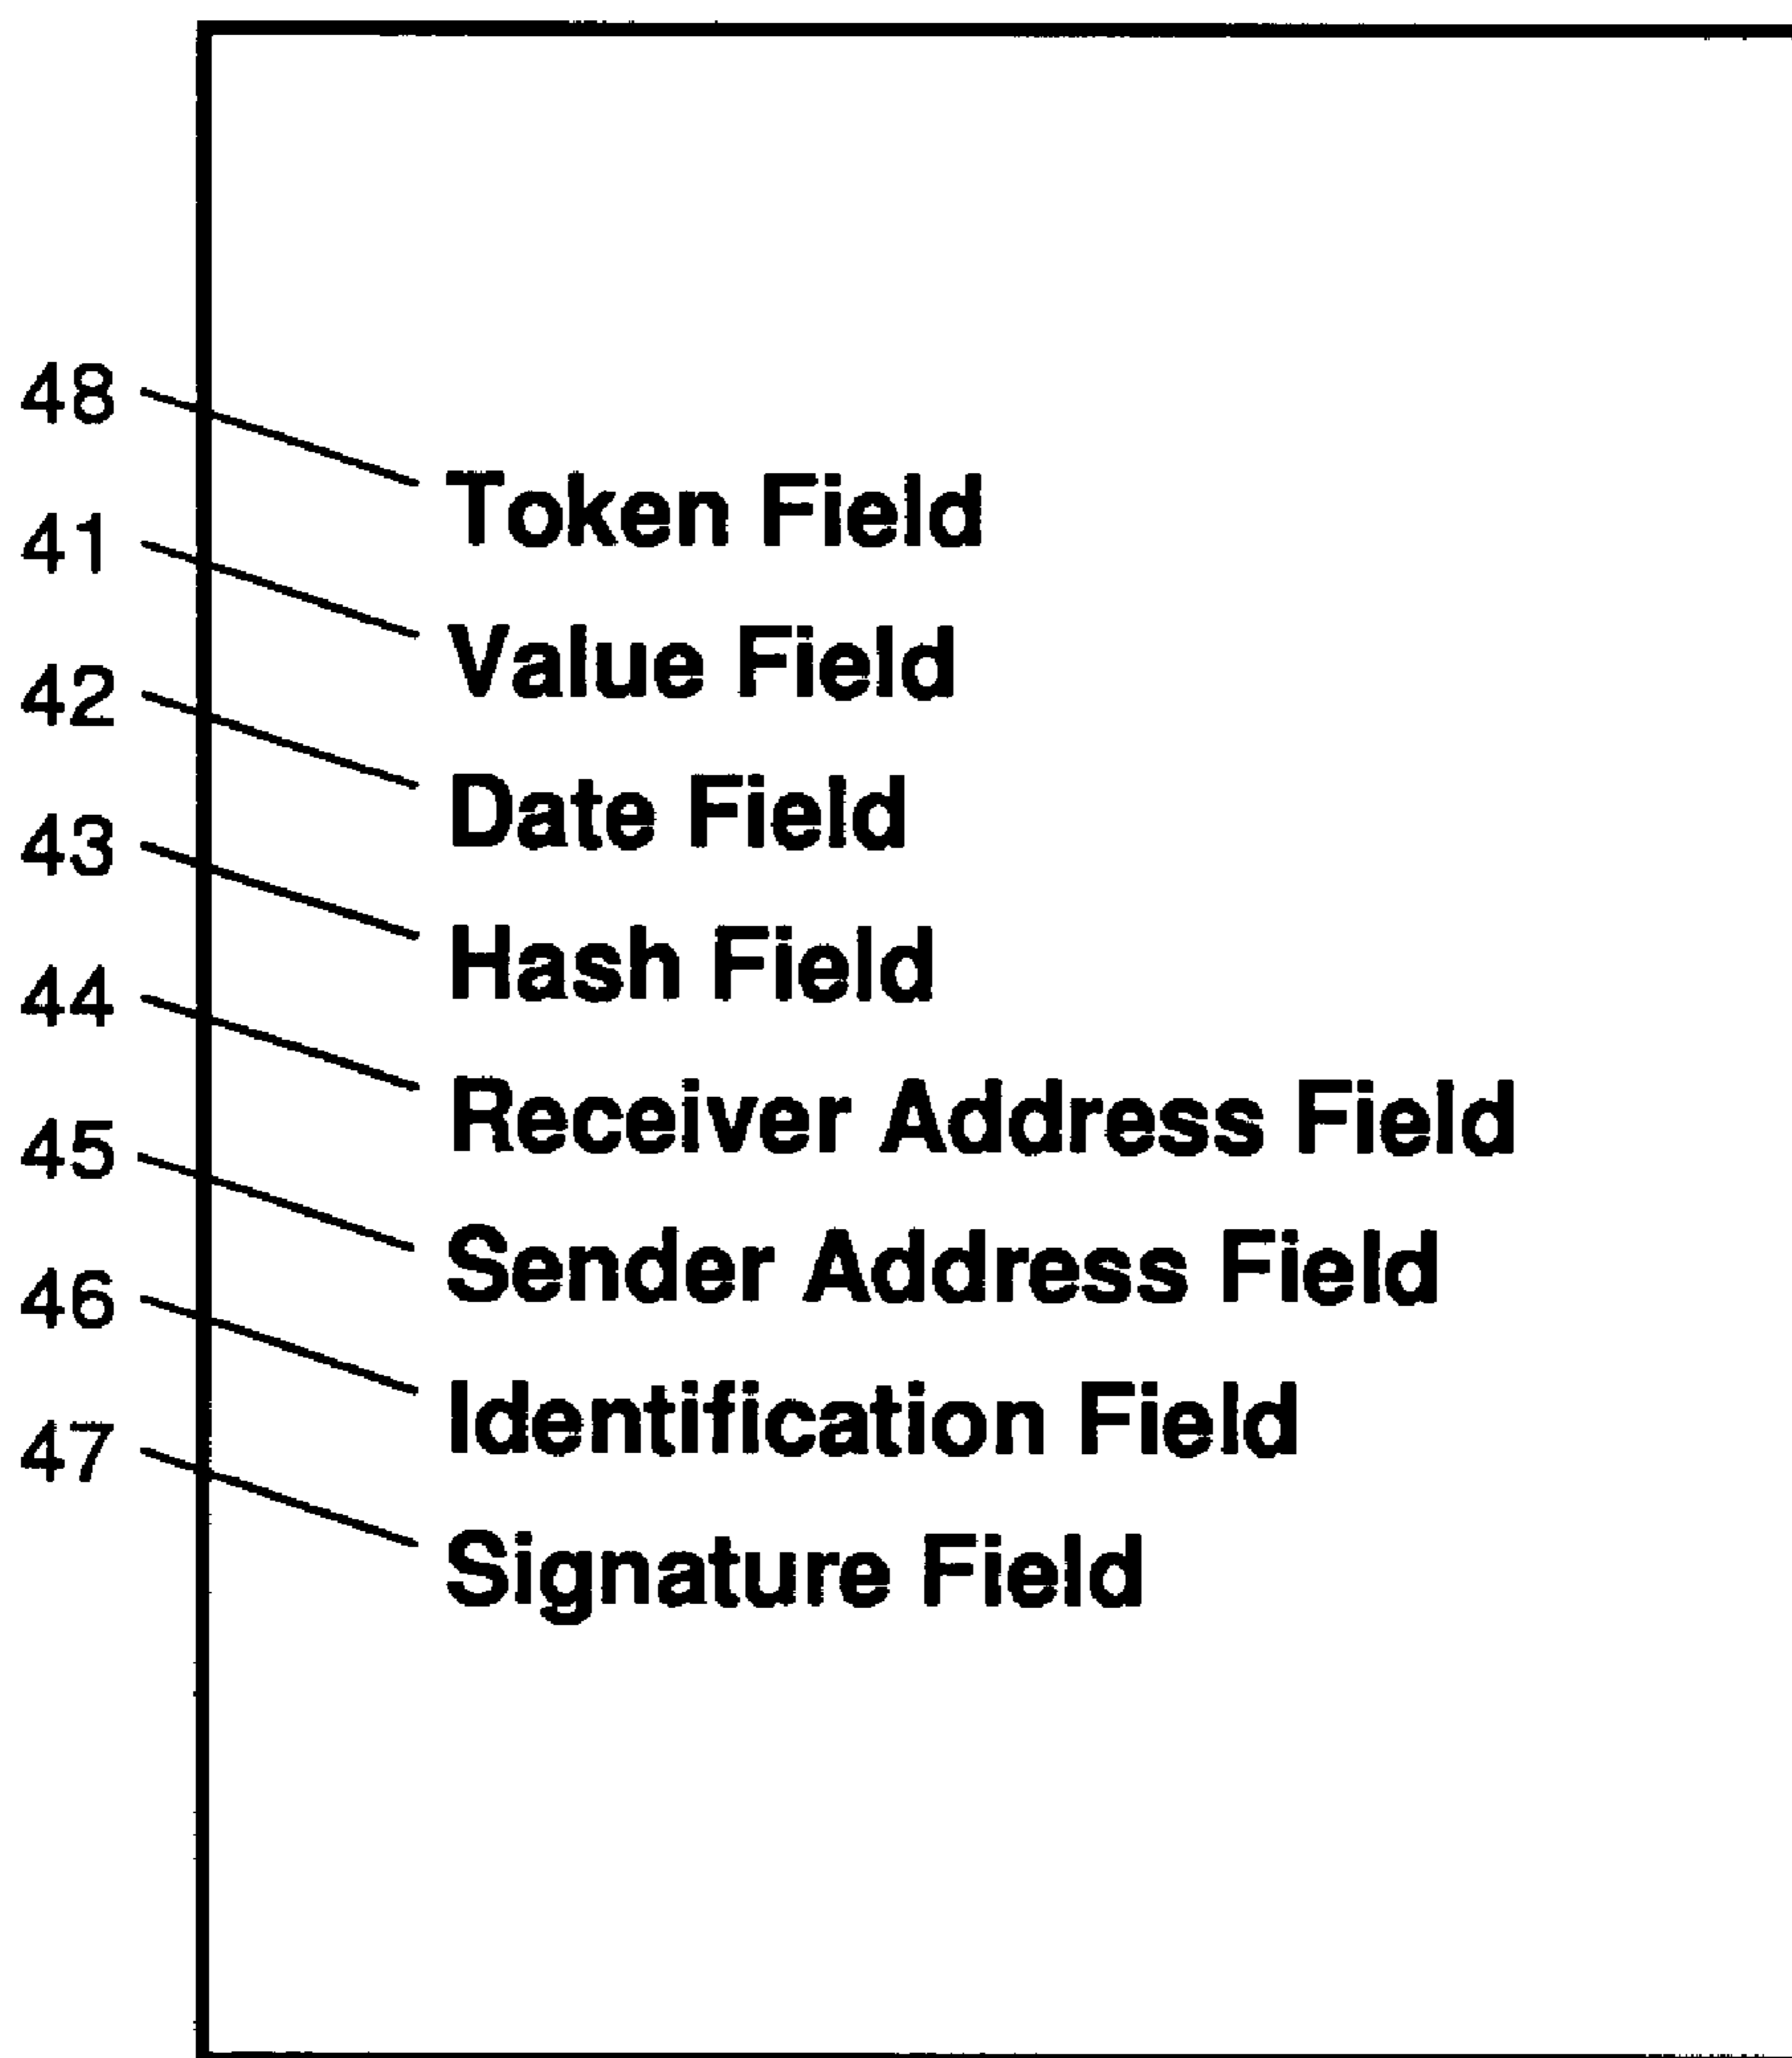 48 Token Field
41 Value Field
42 Date Field
43 Hash Field
44 Receiver Address Field
45 Sender Address Field
46 Identification Field
47 Signature Field